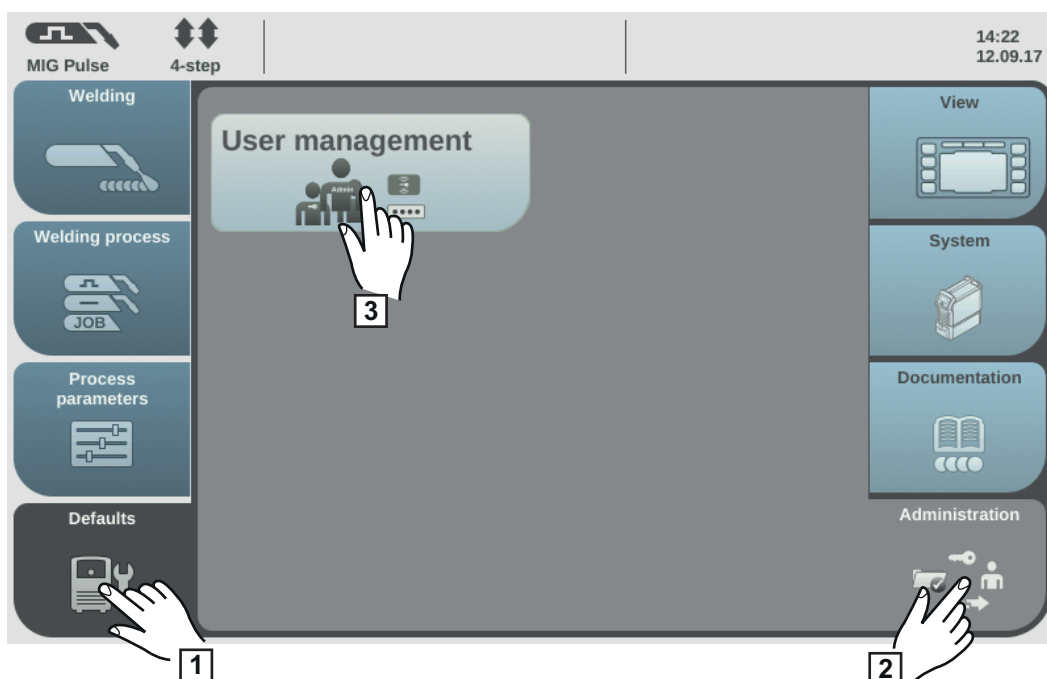 MIG Pulse
4-step
14:22
12.09.17
Welding
Welding process
JOB
Process
parameters
Defaults
User management
Admin
View
System
Documentation
Administration
1
2
3